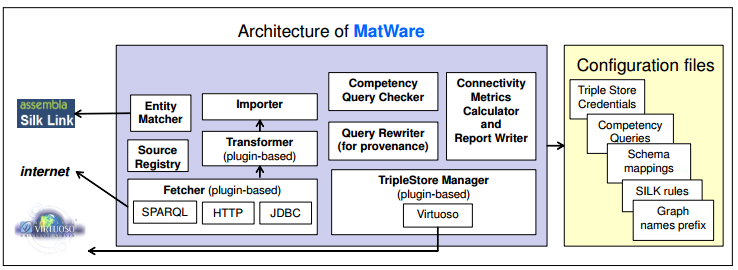 Architecture of MatWare
assembla
Silk Link
internet
VIRTUOSO
Entity
Matcher
Source
Registry
Importer
Transformer
(plugin-based)
Fetcher (plugin-based)
SPARQL
HTTP
JDBC
Competency
Query Checker
Query Rewriter
(for provenance)
Connectivity
Metrics
Calculator
and
Report Writer
TripleStore Manager
(plugin-based)
Virtuoso
Configuration files
Triple Store
Credentials
Competency
Queries
Schema
mappings
SILK rules
Graph
names prefix